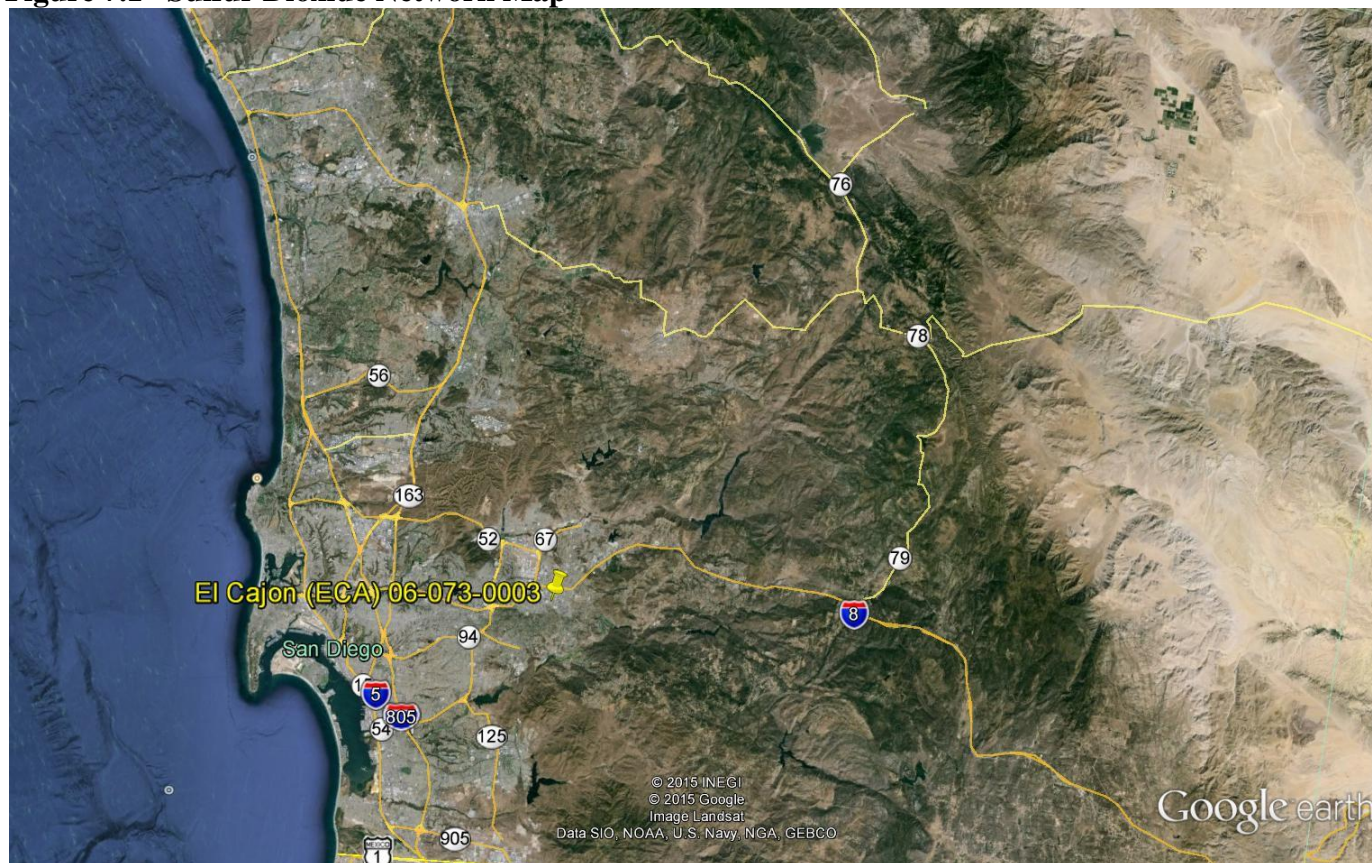 Figure 7.1 Sulfur Dioxide Network Map
76
78
56
163
52
67
79
El Cajon (ECA) 06-073-0003
8
94
San Diego
5
805
54
125
905
MEXICO
1
© 2015 INEGI
© 2015 Google
Image Landsat
Data SIO, NOAA, U.S. Navy, NGA, GEBCO
Google earth